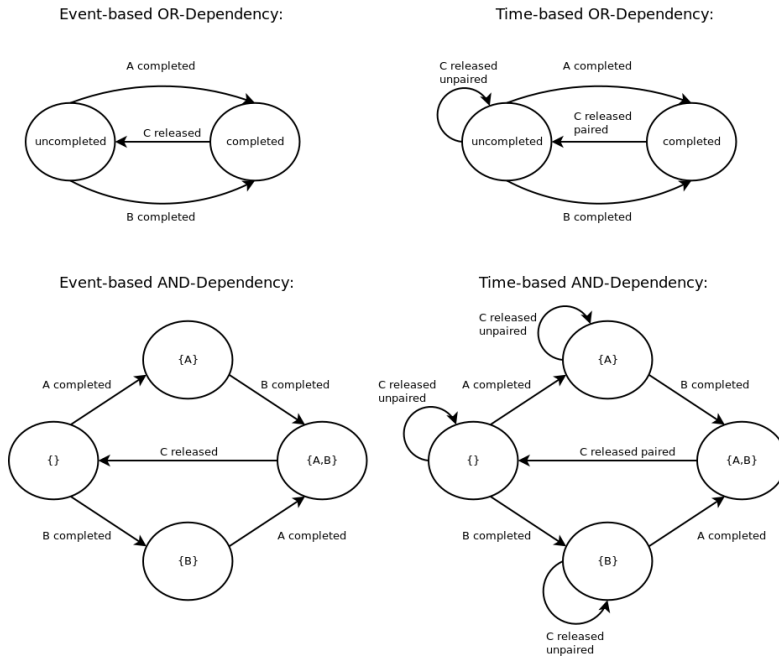 Event-based OR-Dependency:
A completed
uncompleted
C released
completed
B completed
Time-based OR-Dependency:
C released
unpaired
A completed
uncompleted
C released
paired
completed
B completed
Event-based AND-Dependency:
{A}
A completed
B completed
{}
C released
{A,B}
B completed
A completed
{B}
Time-based AND-Dependency:
C released
unpaired
{A}
C released
unpaired
A completed
B completed
{}
C released paired
{A,B}
B completed
A completed
{B}
C released
unpaired